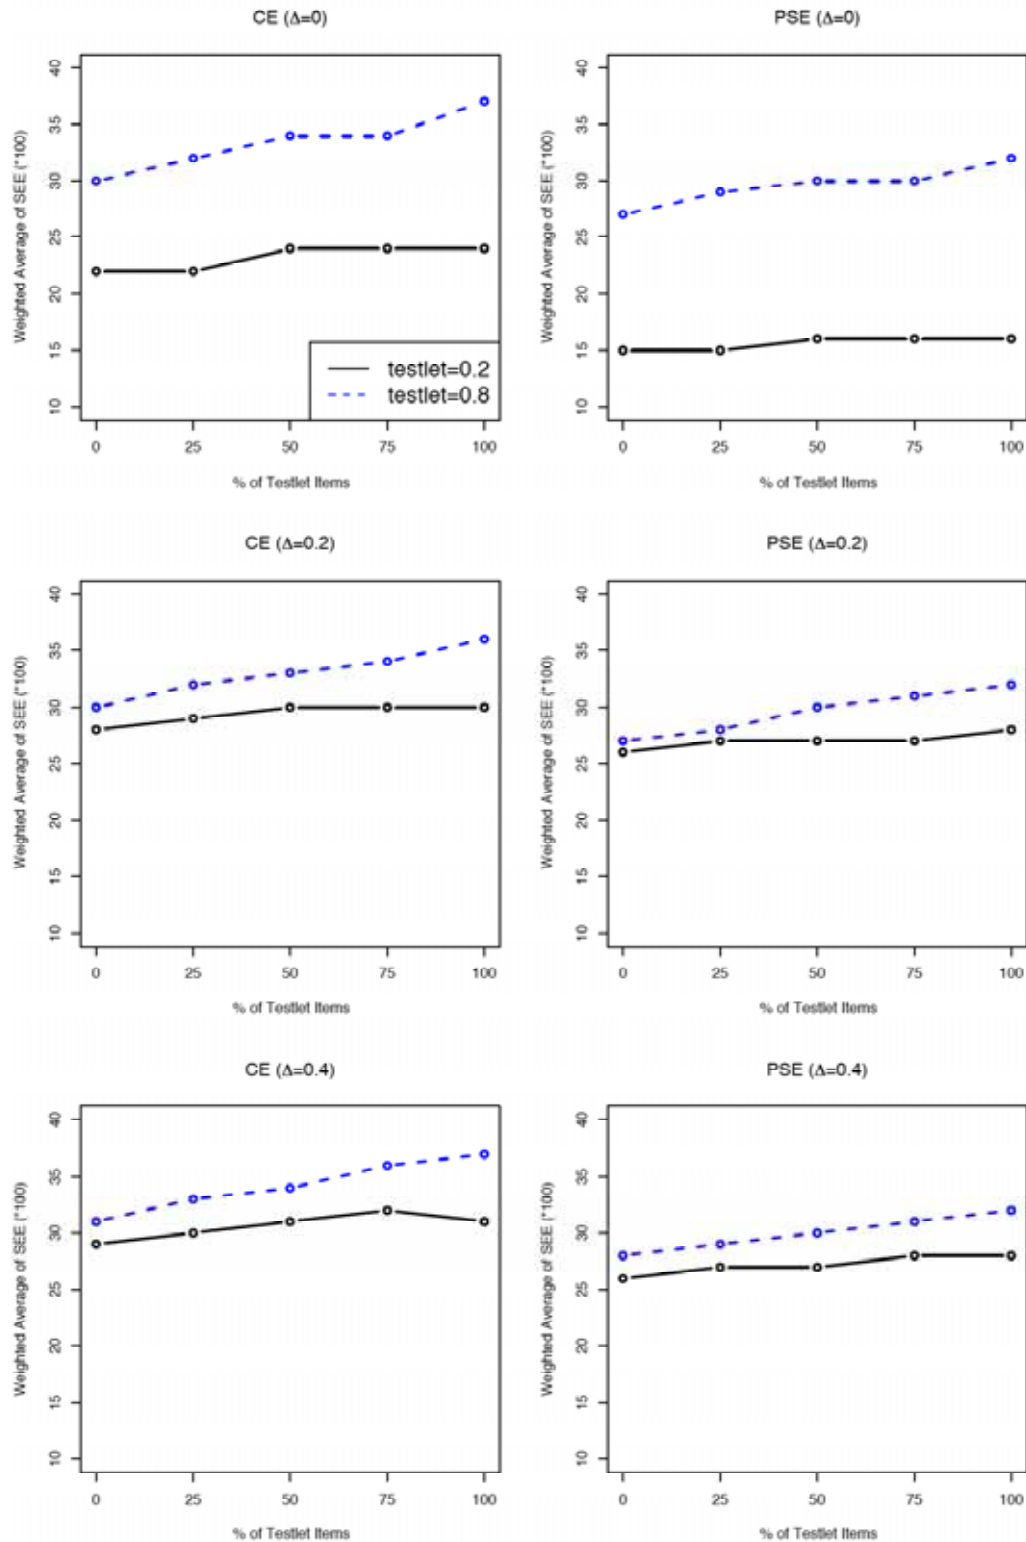 CE (Δ=0)
Weighted Average of SEE (*100)
40
35
30
25
20
15
10
testlet=0.2
testlet=0.8
0 25 50 75 100
% of Testlet Items
PSE (Δ=0)
Weighted Average of SEE (*100)
40
35
30
25
20
15
10
0 25 50 75 100
% of Testlet Items
CE (Δ=0.2)
Weighted Average of SEE (*100)
40
35
30
25
20
15
10
0 25 50 75 100
% of Testlet Items
PSE (Δ=0.2)
Weighted Average of SEE (*100)
40
35
30
25
20
15
10
0 25 50 75 100
% of Testlet Items
CE (Δ=0.4)
Weighted Average of SEE (*100)
40
35
30
25
20
15
10
0 25 50 75 100
% of Testlet Items
PSE (Δ=0.4)
Weighted Average of SEE (*100)
40
35
30
25
20
15
10
0 25 50 75 100
% of Testlet Items